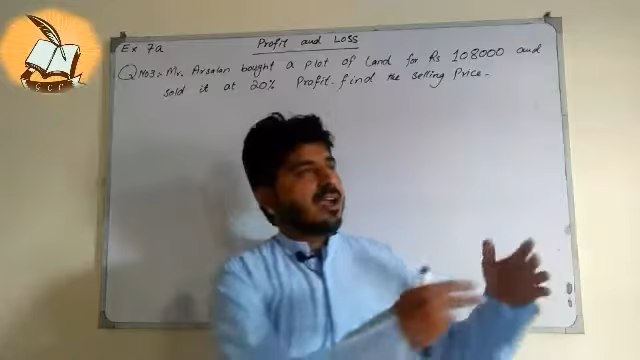 Ex 7a
Profit and Loss
Q No3:- Mr. Arsalan bought a plot of Land for Rs 108000 and
sold it at 20% Profit. find the selling Price.
G C P